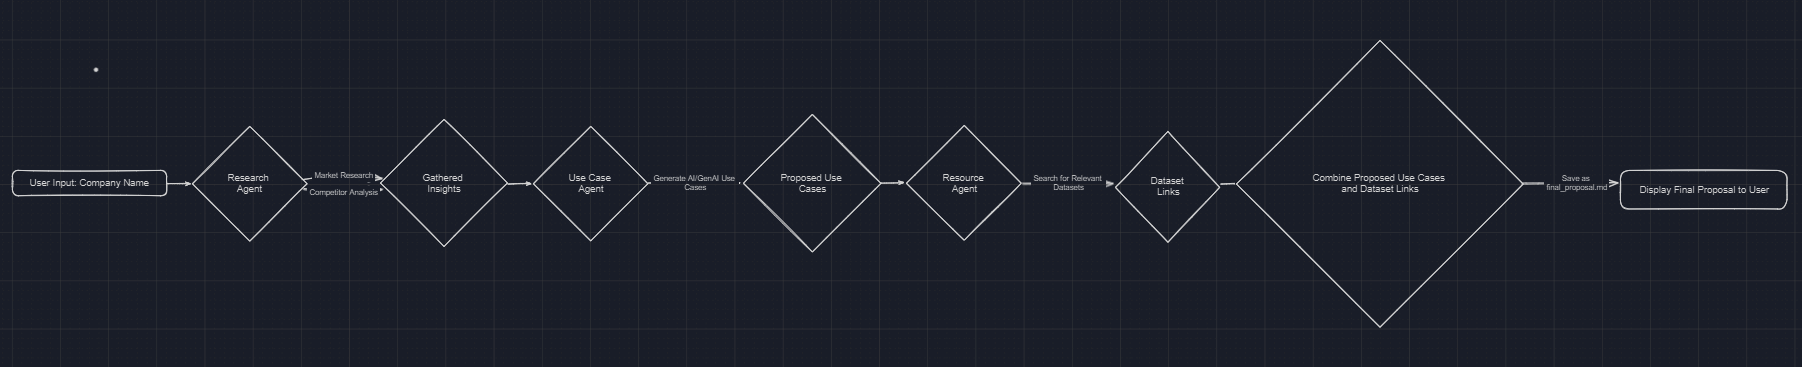 User Input: Company Name
Research
Agent
Market Research
Competitor Analysis
Gathered
Insights
Use Case
Agent
Generate AI/GenAI Use
Cases
Proposed Use
Cases
Resource
Agent
Search for Relevant
Datasets
Dataset
Links
Combine Proposed Use Cases
and Dataset Links
Save as
final_proposal.md
Display Final Proposal to User